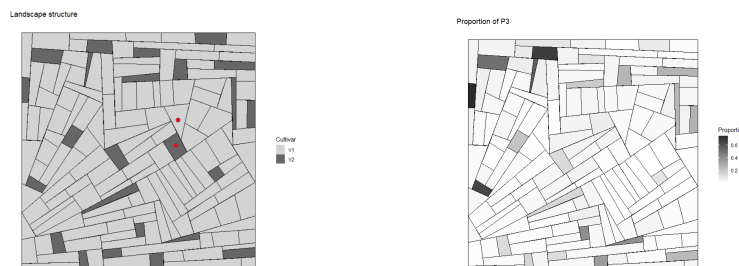 Landscape structure
Proportion of P3
Cultivar
V1
V2
Proporti
0.6
0.4
0.2